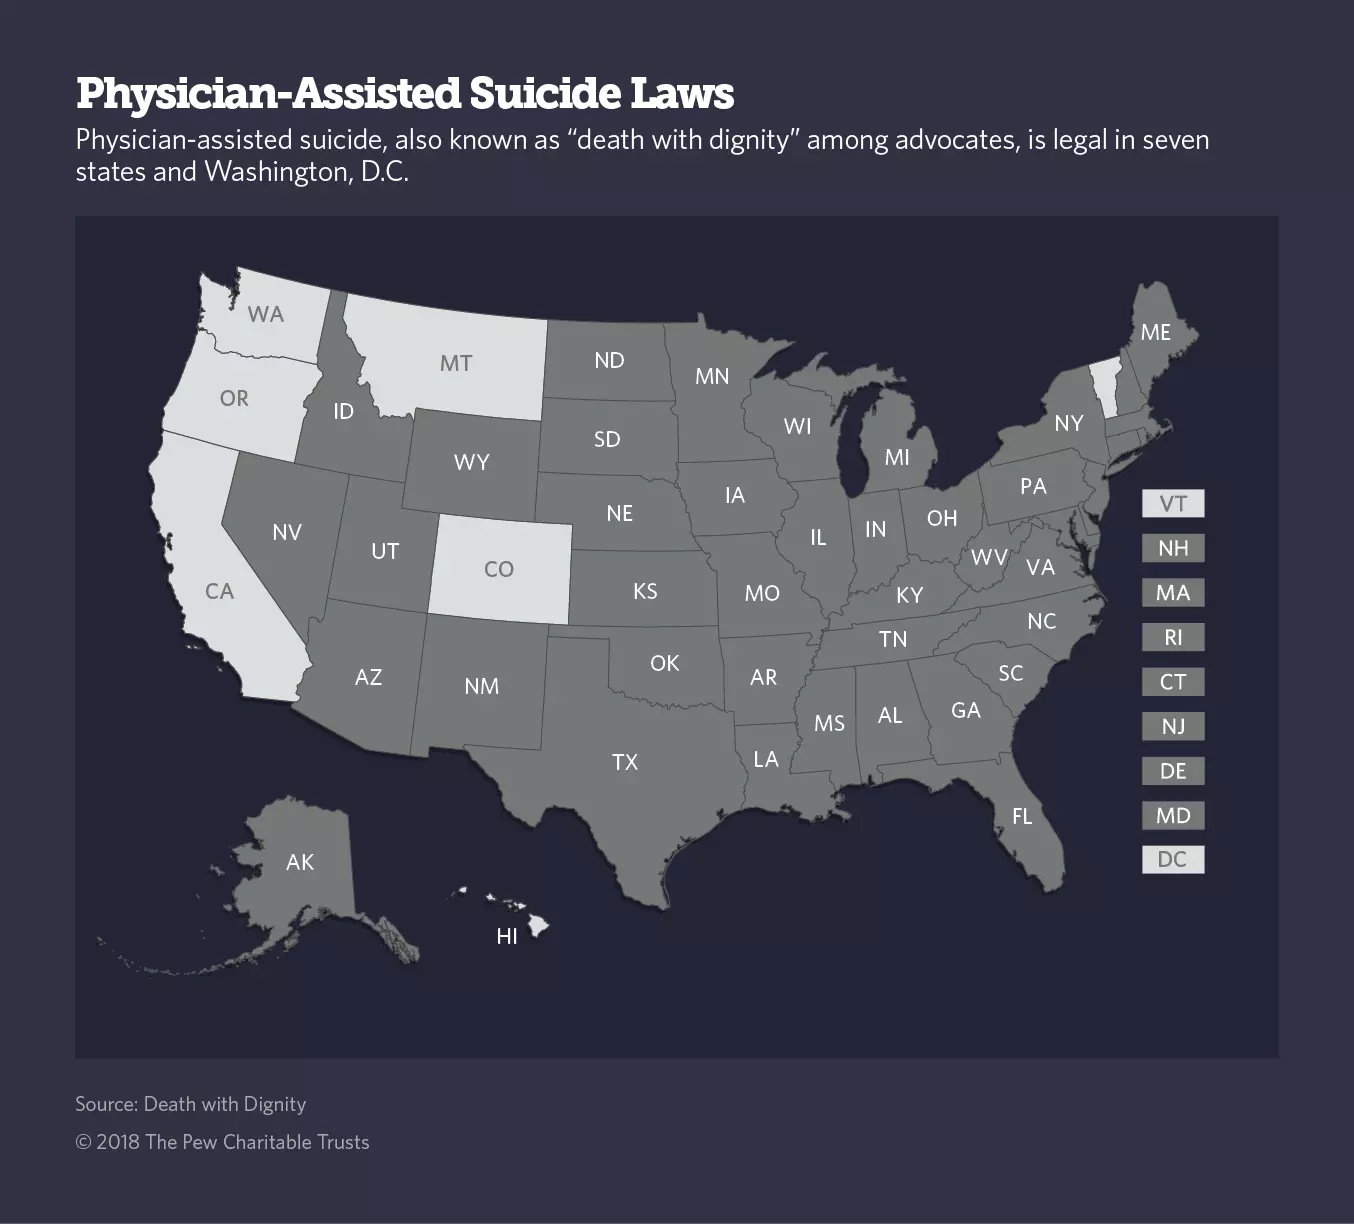 Physician-Assisted Suicide Laws
Physician-assisted suicide, also known as “death with dignity” among advocates, is legal in seven
states and Washington, D.C.
WA
MT
ND
MN
ME
OR
ID
SD
WI
NY
MI
WY
IA
PA
VT
NE
NV
UT
IL
IN
OH
NH
CO
WV
VA
CA
KS
MO
KY
MA
NC
TN
RI
OK
AZ
NM
AR
SC
CT
MS
AL
GA
NJ
TX
LA
DE
FL
MD
AK
DC
HI
Source: Death with Dignity
© 2018 The Pew Charitable Trusts